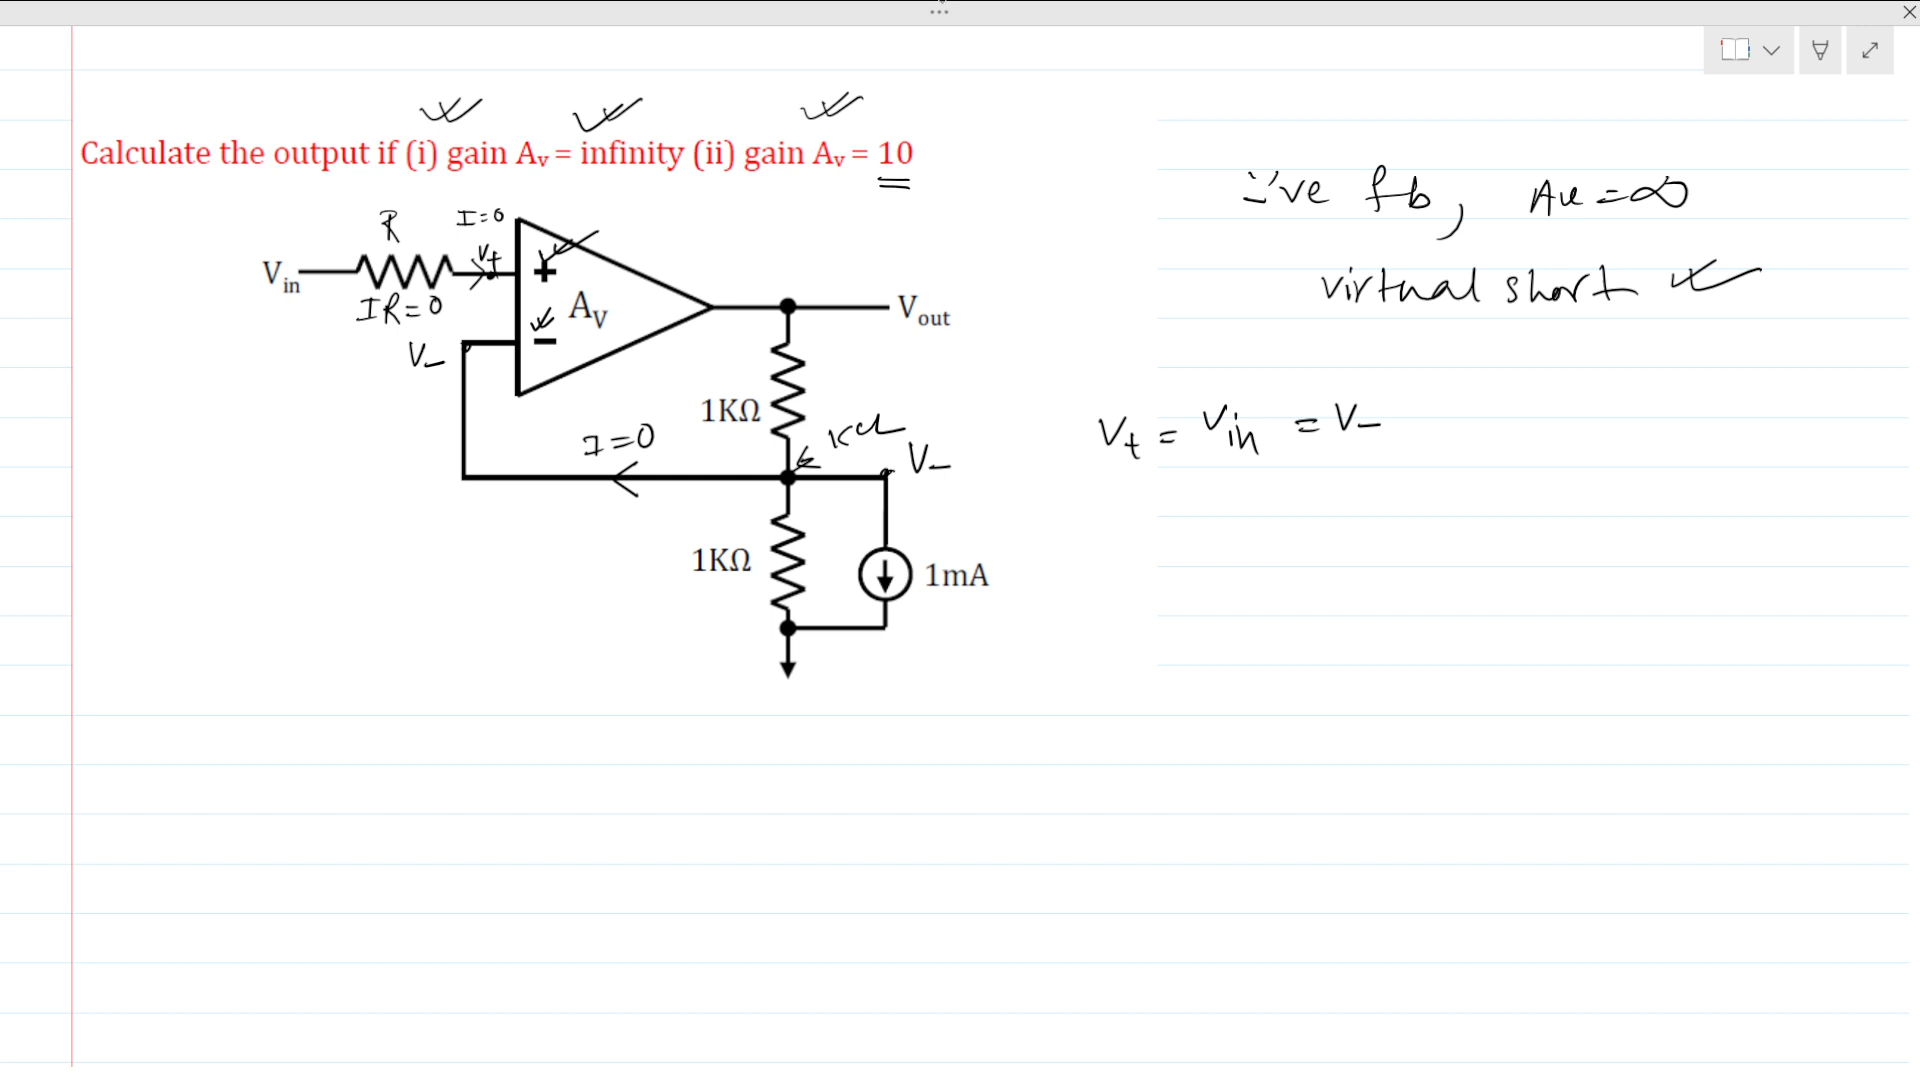 Calculate the output if (i) gain Av = infinity (ii) gain Av = 10
-'ve fb, Av = ∞
R
I=0
V+
Vin
IR=0
+
Av
-
Vout
virtual short
V-
1KΩ
KCL
I=0
V-
V+ = Vin = V-
1KΩ
1mA